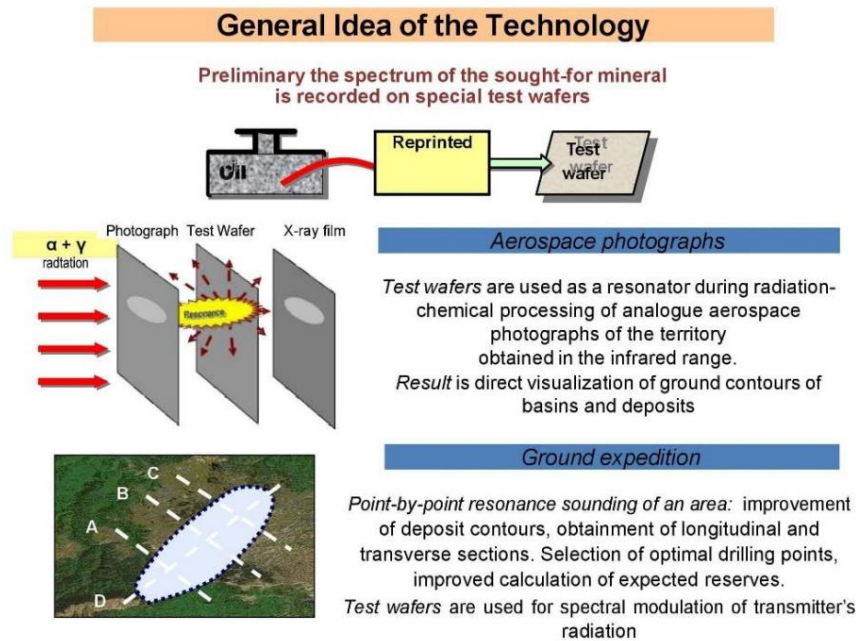 General Idea of the Technology
Preliminary the spectrum of the sought-for mineral
is recorded on special test wafers
Oil
Reprinted
Test
wafer
Test
wafer
Photograph Test Wafer X-ray film
α + γ
radtation
Resonance
Aerospace photographs
Test wafers are used as a resonator during radiation-
chemical processing of analogue aerospace
photographs of the territory
obtained in the infrared range.
Result is direct visualization of ground contours of
basins and deposits
C
B
A
D
Ground expedition
Point-by-point resonance sounding of an area: improvement
of deposit contours, obtainment of longitudinal and
transverse sections. Selection of optimal drilling points,
improved calculation of expected reserves.
Test wafers are used for spectral modulation of transmitter's
radiation